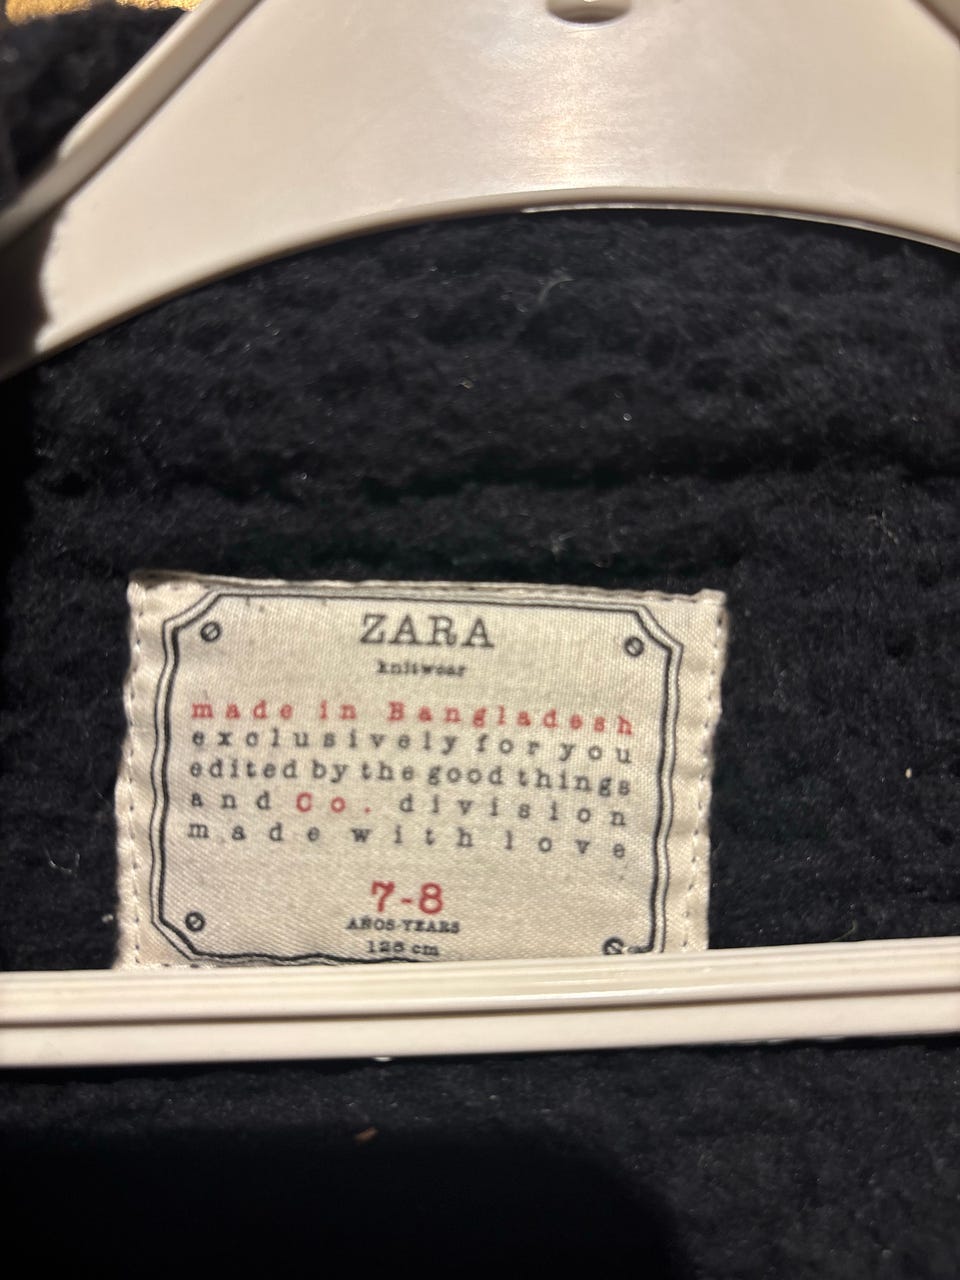 ZARA
knitwear
made in Bangladesh
exclusively for you
edited by the good things
and Co. division
made with love
7-8
AÑOS-YEARS
128 cm